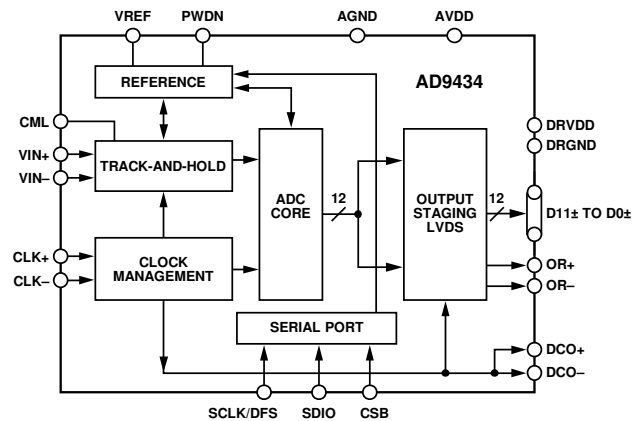 VREF PWDN AGND AVDD
REFERENCE
AD9434
CML
DRVDD
DRGND
VIN+
VIN–
TRACK-AND-HOLD
ADC
CORE
12
OUTPUT
STAGING
LVDS
12
D11± TO D0±
CLK+
CLK–
CLOCK
MANAGEMENT
OR+
OR–
SERIAL PORT
DCO+
DCO–
SCLK/DFS SDIO CSB